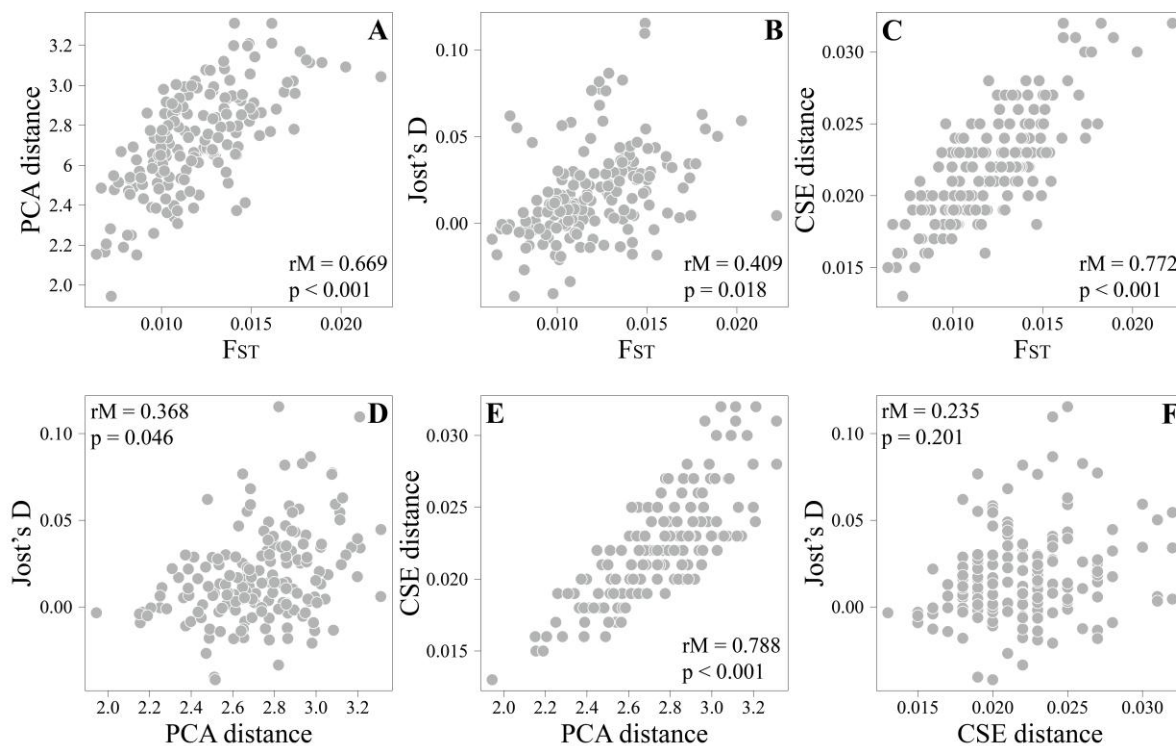 A
PCA distance
3.2
3.0
2.8
2.6
2.4
2.2
2.0
rM = 0.669
p < 0.001
0.010 0.015 0.020
FST
B
Jost's D
0.10
0.05
0.00
rM = 0.409
p = 0.018
0.010 0.015 0.020
FST
C
CSE distance
0.030
0.025
0.020
0.015
rM = 0.772
p < 0.001
0.010 0.015 0.020
FST
D
rM = 0.368
p = 0.046
Jost's D
0.10
0.05
0.00
2.0 2.2 2.4 2.6 2.8 3.0 3.2
PCA distance
E
CSE distance
0.030
0.025
0.020
0.015
rM = 0.788
p < 0.001
2.0 2.2 2.4 2.6 2.8 3.0 3.2
PCA distance
F
rM = 0.235
p = 0.201
Jost's D
0.10
0.05
0.00
0.015 0.020 0.025 0.030
CSE distance